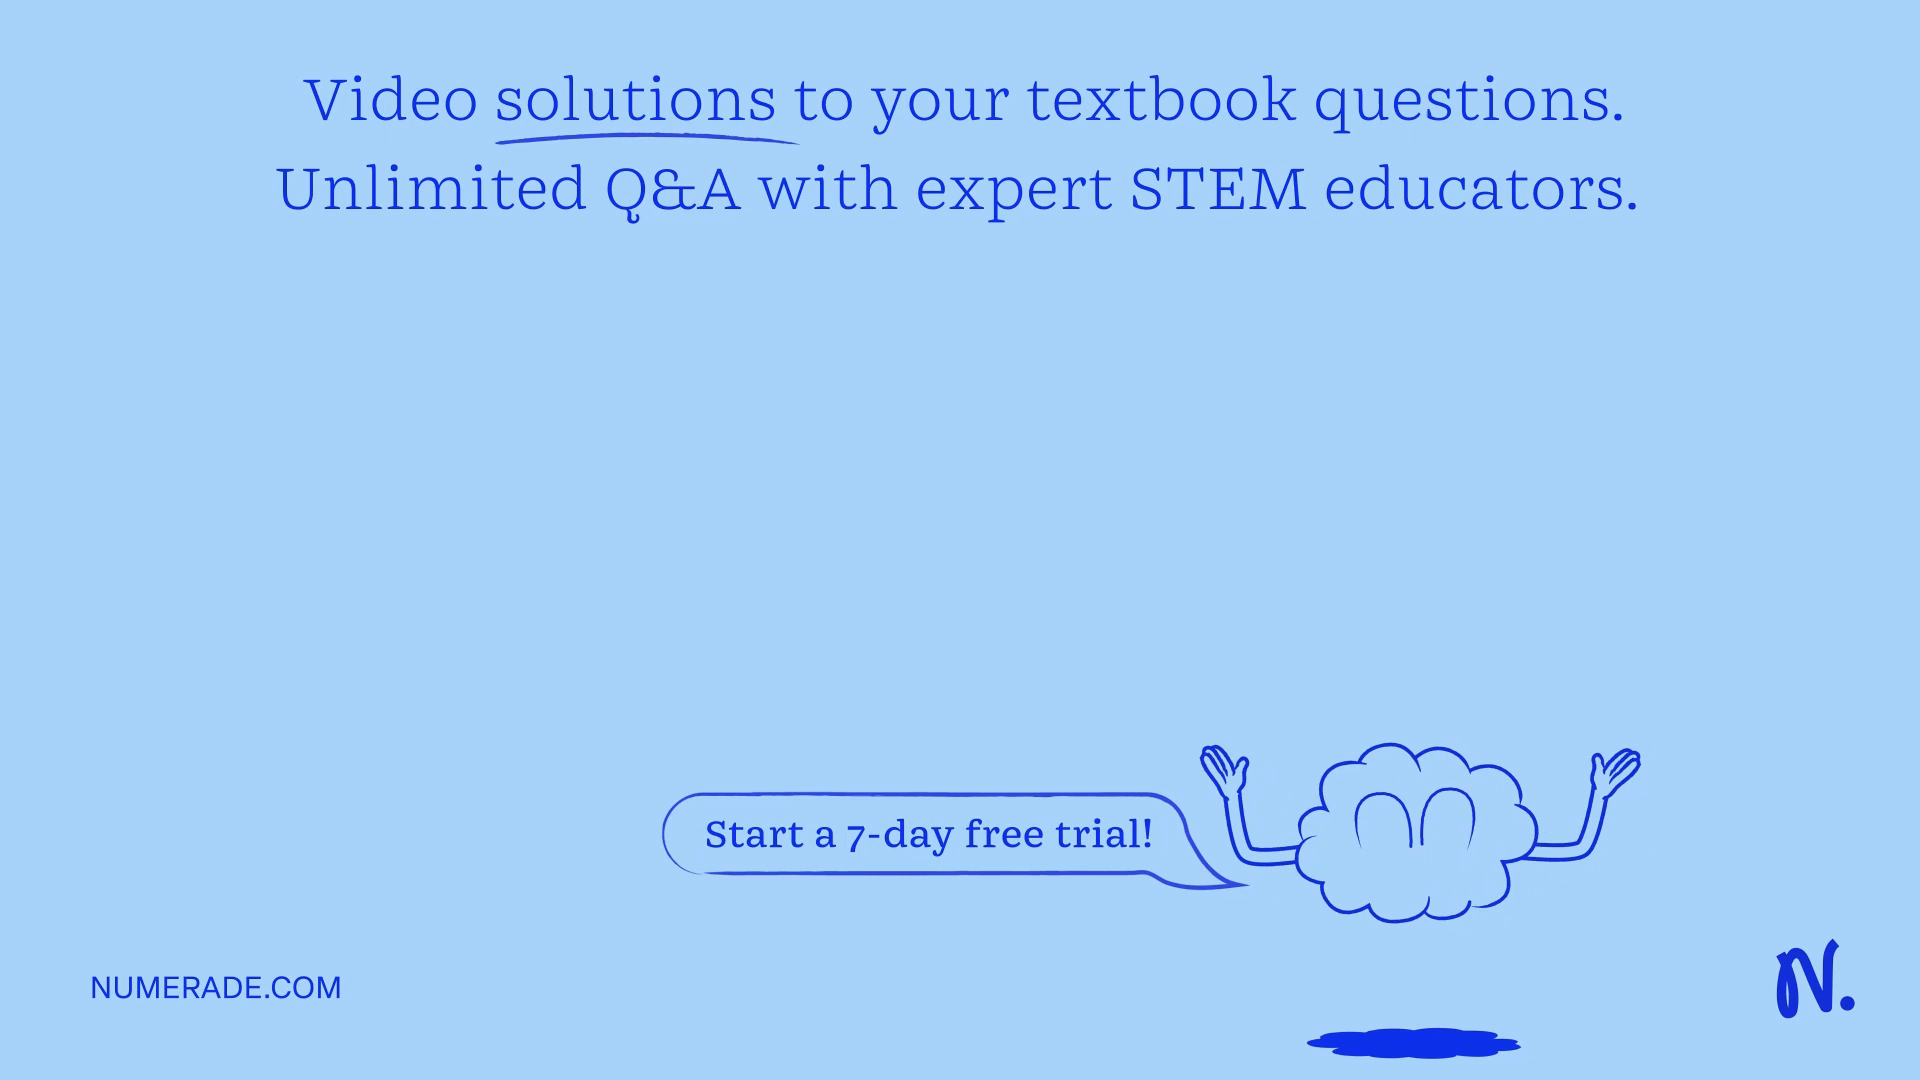 Video solutions to your textbook questions.
Unlimited Q&A with expert STEM educators.
Start a 7-day free trial!
NUMERADE.COM
N.